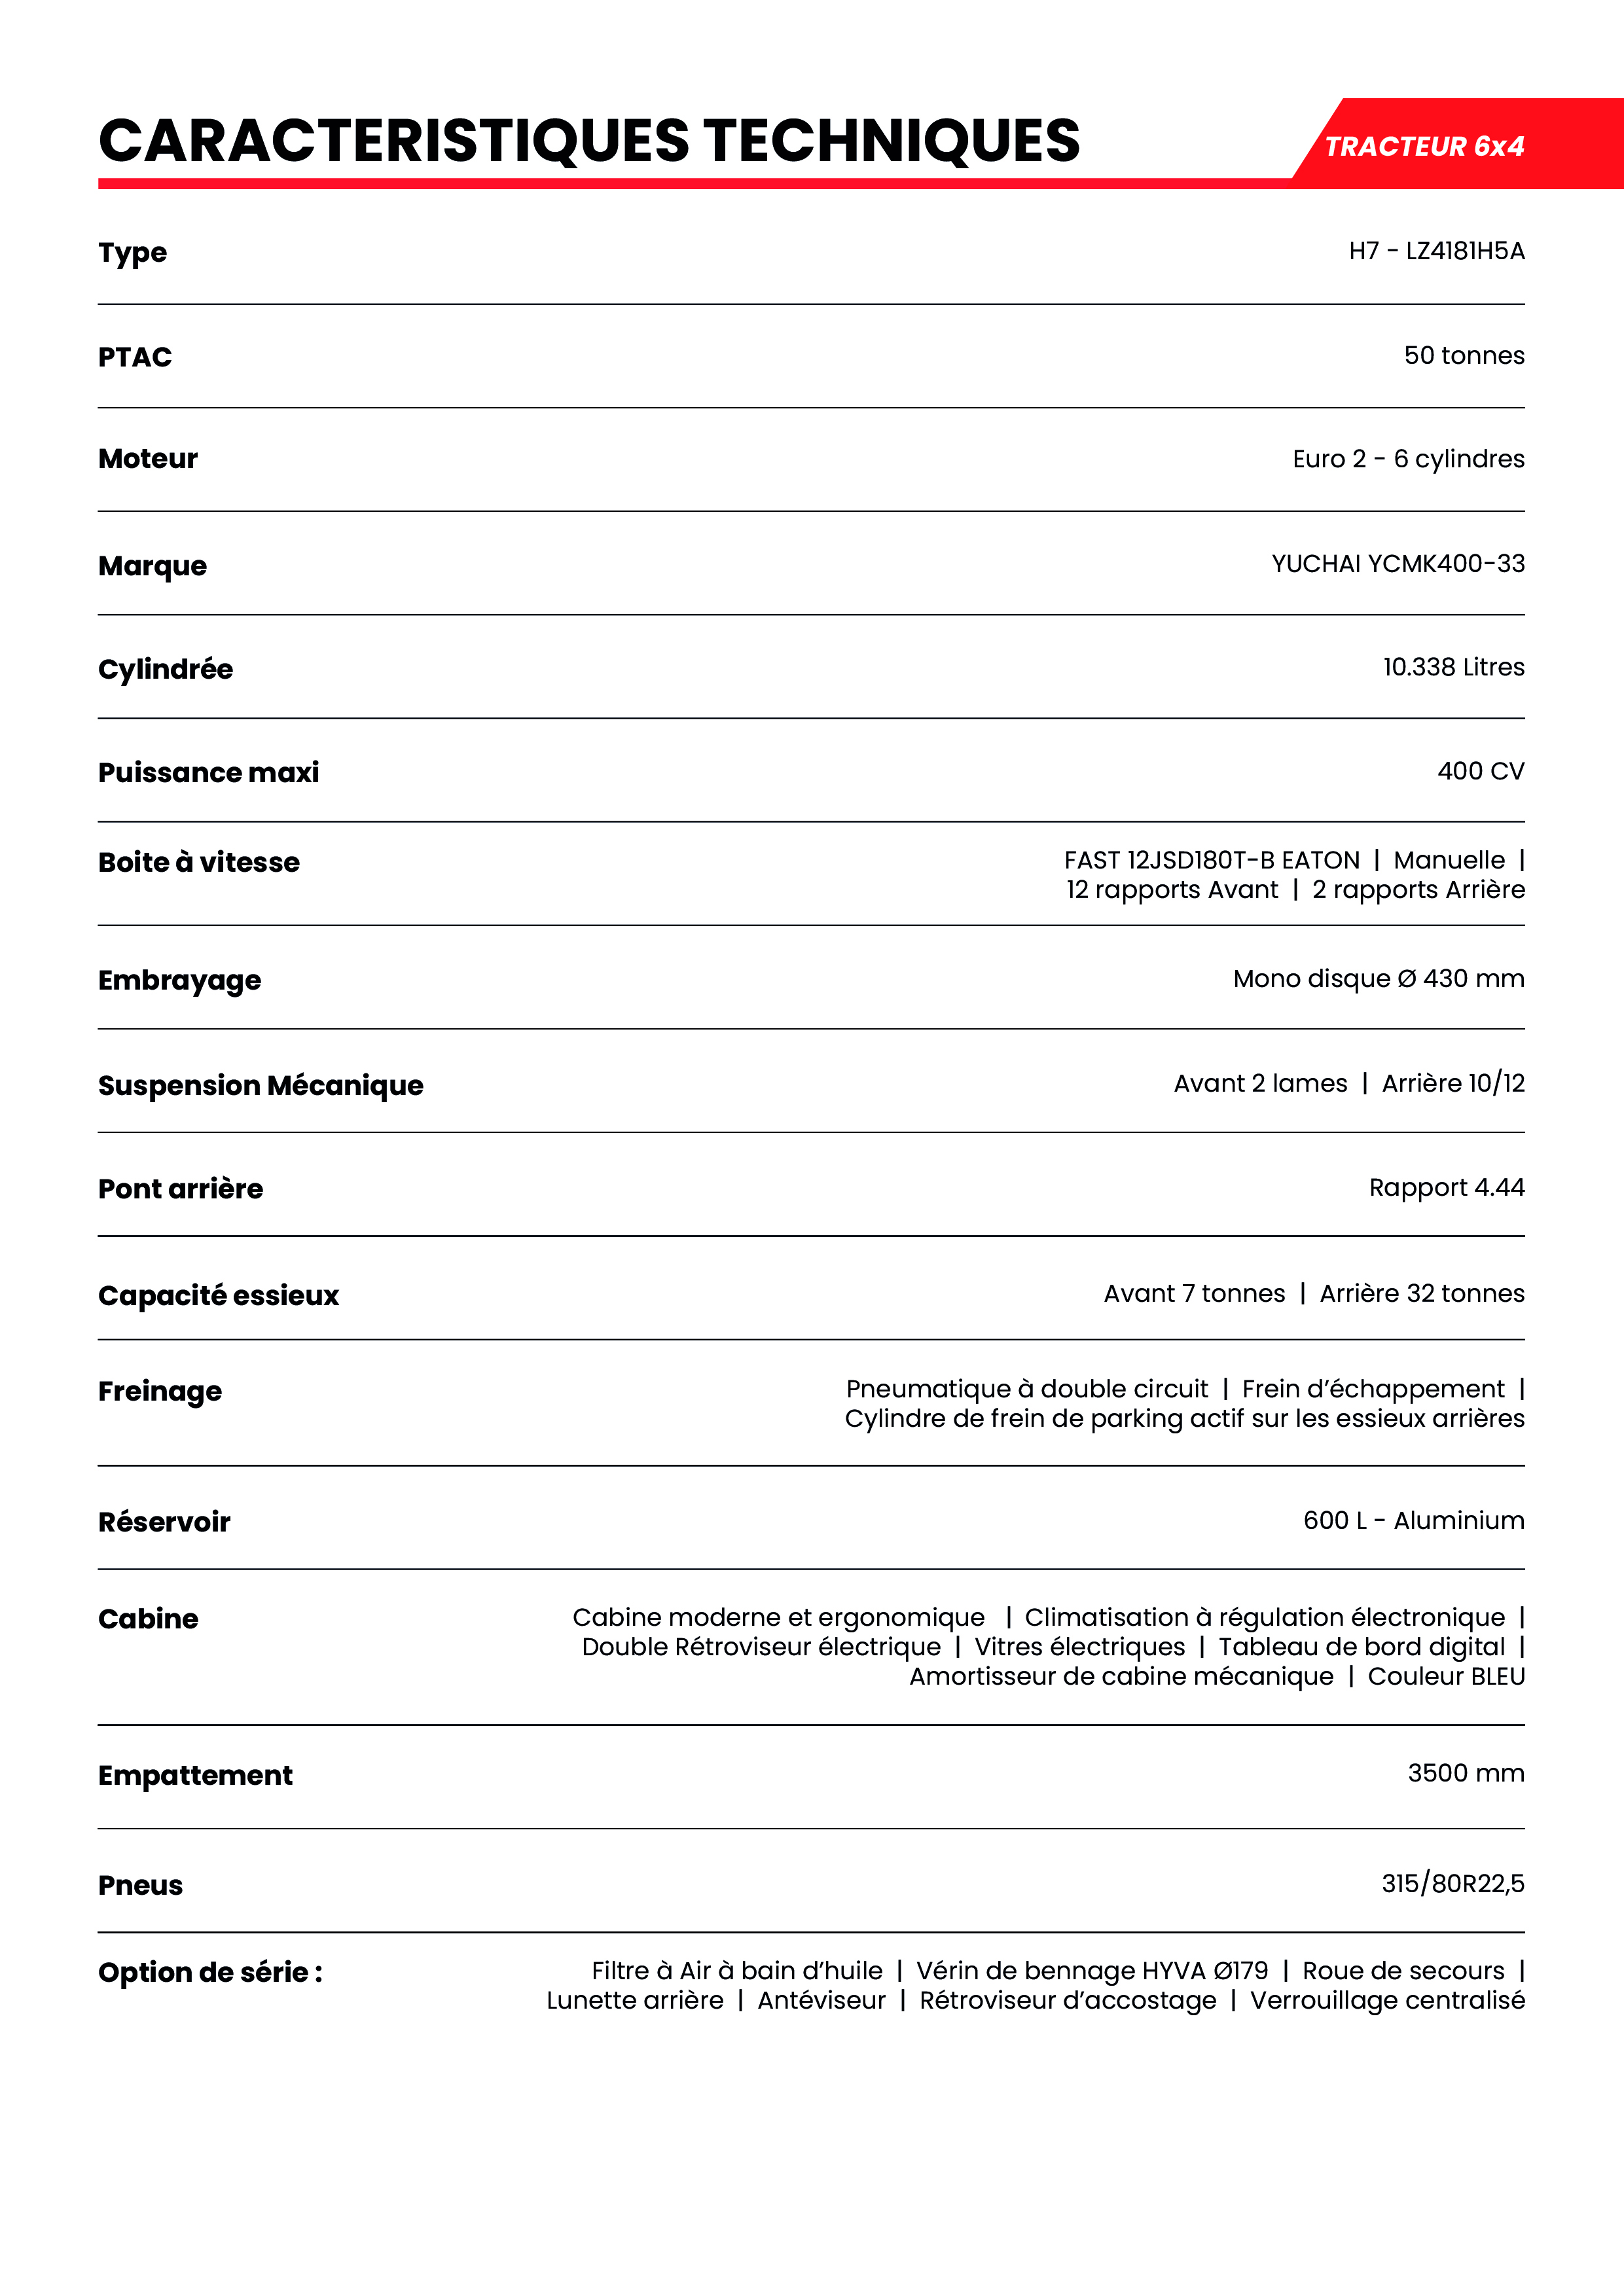 CARACTERISTIQUES TECHNIQUES
TRACTEUR 6x4
Type
H7 - LZ4181H5A
PTAC
50 tonnes
Moteur
Euro 2 - 6 cylindres
Marque
YUCHAI YCMK400-33
Cylindrée
10.338 Litres
Puissance maxi
400 CV
Boite à vitesse
FAST 12JSD180T-B EATON | Manuelle |
12 rapports Avant | 2 rapports Arrière
Embrayage
Mono disque Ø 430 mm
Suspension Mécanique
Avant 2 lames | Arrière 10/12
Pont arrière
Rapport 4.44
Capacité essieux
Avant 7 tonnes | Arrière 32 tonnes
Freinage
Pneumatique à double circuit | Frein d’échappement |
Cylindre de frein de parking actif sur les essieux arrières
Réservoir
600 L - Aluminium
Cabine
Cabine moderne et ergonomique | Climatisation à régulation électronique |
Double Rétroviseur électrique | Vitres électriques | Tableau de bord digital |
Amortisseur de cabine mécanique | Couleur BLEU
Empattement
3500 mm
Pneus
315/80R22,5
Option de série :
Filtre à Air à bain d’huile | Vérin de bennage HYVA Ø179 | Roue de secours |
Lunette arrière | Antéviseur | Rétroviseur d’accostage | Verrouillage centralisé